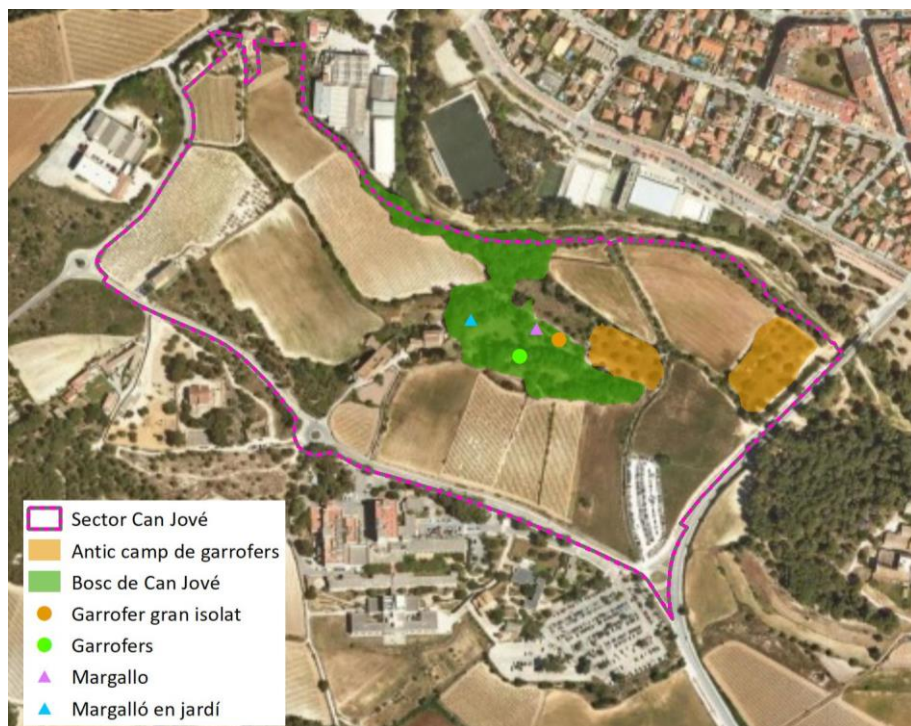 Sector Can Jové
Antic camp de garrofers
Bosc de Can Jové
Garrofer gran isolat
Garrofers
Margallo
Margalló en jardí